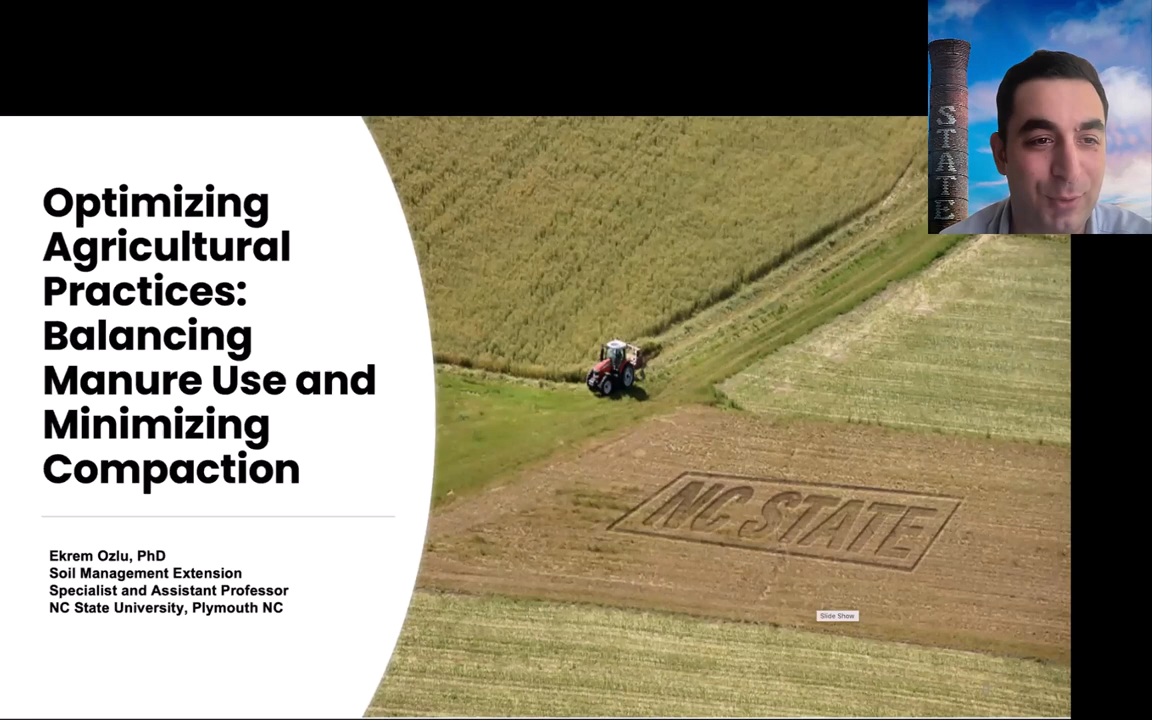 STATE
Optimizing
Agricultural
Practices:
Balancing
Manure Use and
Minimizing
Compaction
Ekrem Ozlu, PhD
Soil Management Extension
Specialist and Assistant Professor
NC State University, Plymouth NC
NC STATE
Slide Show